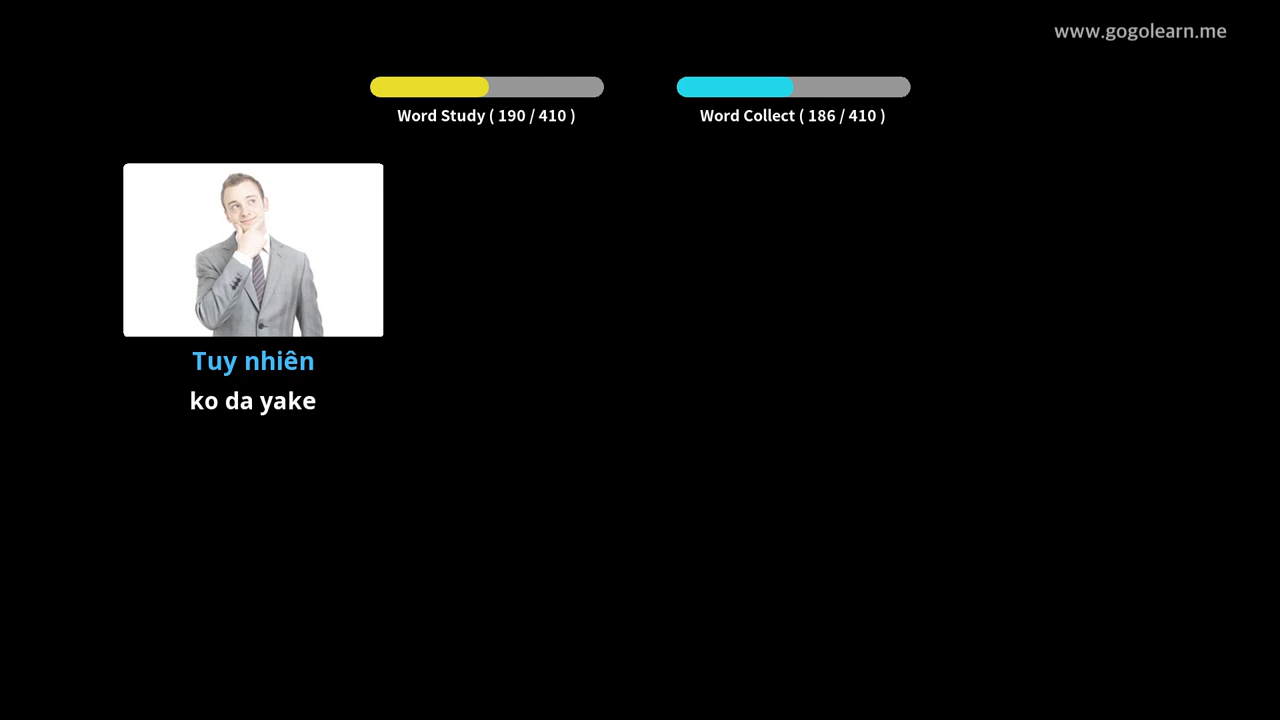 www.gogolearn.me
Word Study ( 190 / 410 )
Word Collect ( 186 / 410 )
Tuy nhiên
ko da yake